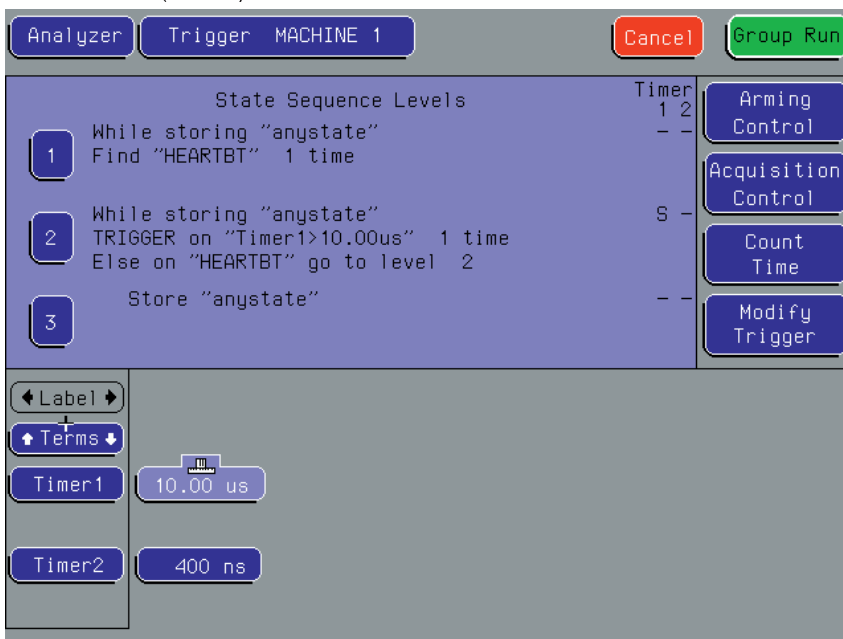 Analyzer Trigger MACHINE 1 Cancel Group Run
State Sequence Levels
Timer
1 2
1
While storing "anystate" - -
Find "HEARTBT" 1 time
2
While storing "anystate" S -
TRIGGER on "Timer1>10.00us" 1 time
Else on "HEARTBT" go to level 2
3
Store "anystate" - -
Arming
Control
Acquisition
Control
Count
Time
Modify
Trigger
Label
Terms
Timer1 10.00 us
Timer2 400 ns